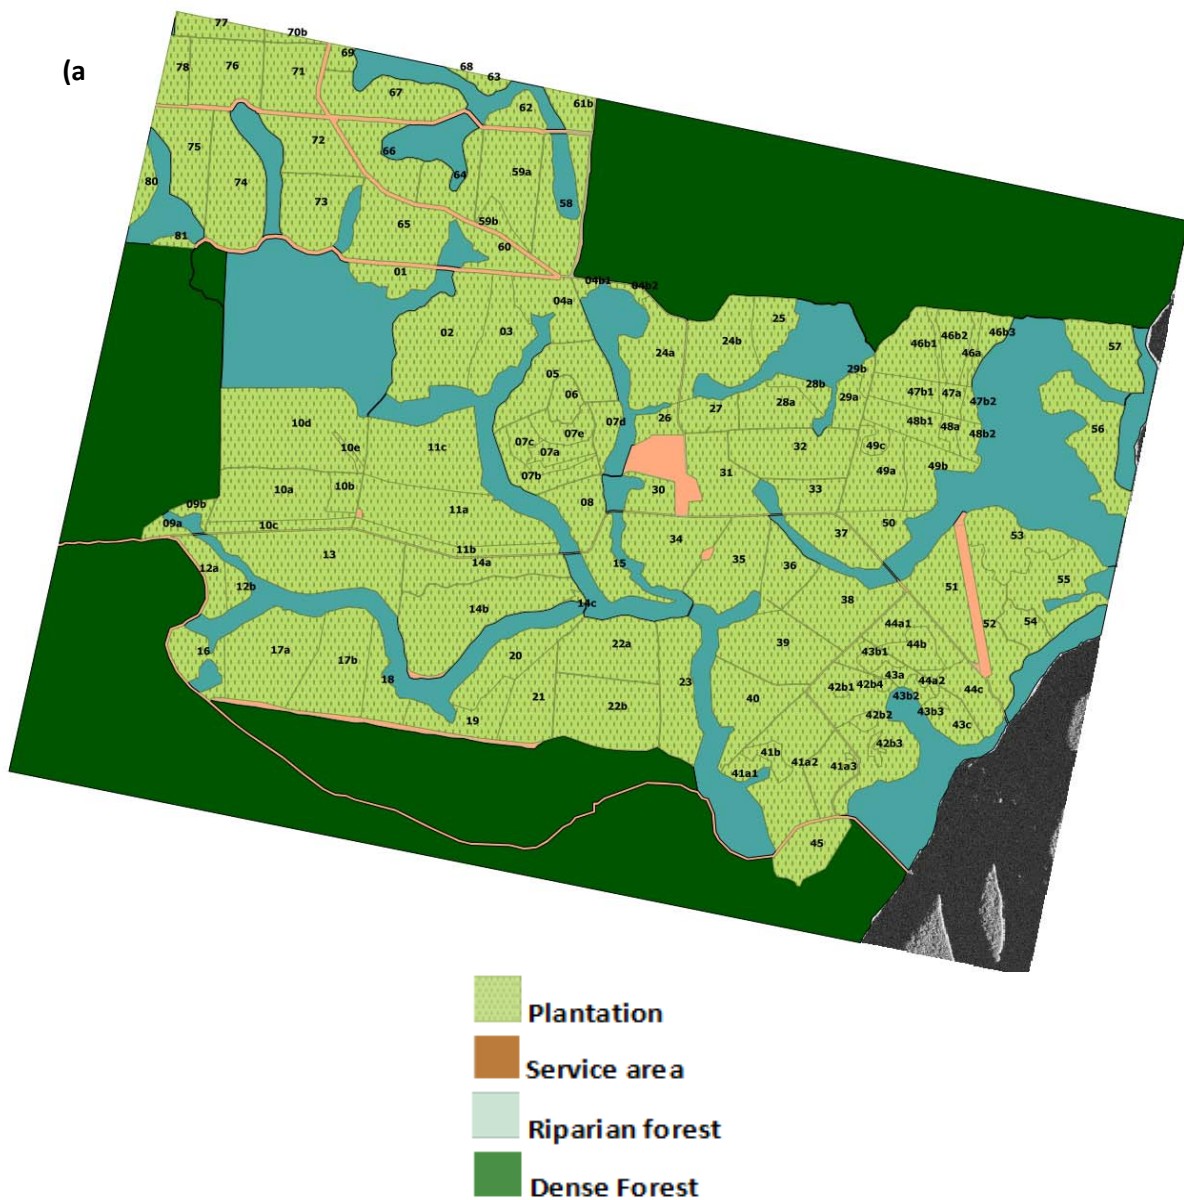 77
70b
(a
69
68
63
78
76
71
67
62
61b
72
75
66
59a
64
80
74
73
58
65
59b
81
60
01
04b1
04b2
04a
25
02
03
24b
46b1
46b2
46b3
57
24a
46a
29b
05
28b
06
29a
47b1
47a
47b2
28a
27
10d
07d
26
48b1
48a
48b2
56
07e
10e
11c
07c
32
49c
07a
31
49a
49b
07b
10b
10a
30
33
09b
08
11a
09a
10c
50
37
53
34
11b
13
14a
15
35
36
12a
55
12b
51
38
14c
14b
44a1
52
54
39
22a
44b
16
17a
20
43b1
17b
18
23
43a
44a2
42b1
42b4
44c
40
21
43b2
22b
42b2
43b3
19
43c
42b3
41b
41a2
41a3
41a1
45
Plantation
Service area
Riparian forest
Dense Forest